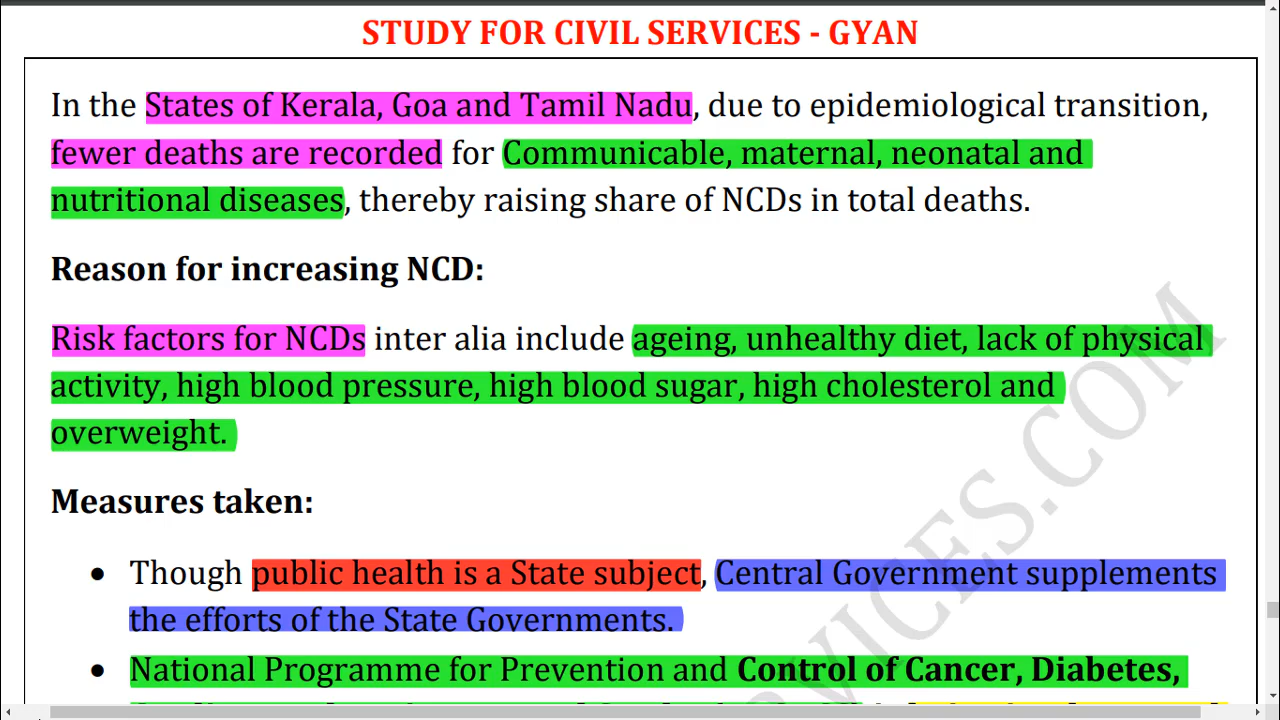 STUDY FOR CIVIL SERVICES - GYAN
In the States of Kerala, Goa and Tamil Nadu, due to epidemiological transition,
fewer deaths are recorded for Communicable, maternal, neonatal and
nutritional diseases, thereby raising share of NCDs in total deaths.
Reason for increasing NCD:
Risk factors for NCDs inter alia include ageing, unhealthy diet, lack of physical
activity, high blood pressure, high blood sugar, high cholesterol and
overweight.
Measures taken:
• Though public health is a State subject, Central Government supplements
the efforts of the State Governments.
• National Programme for Prevention and Control of Cancer, Diabetes,
RVICES.COM